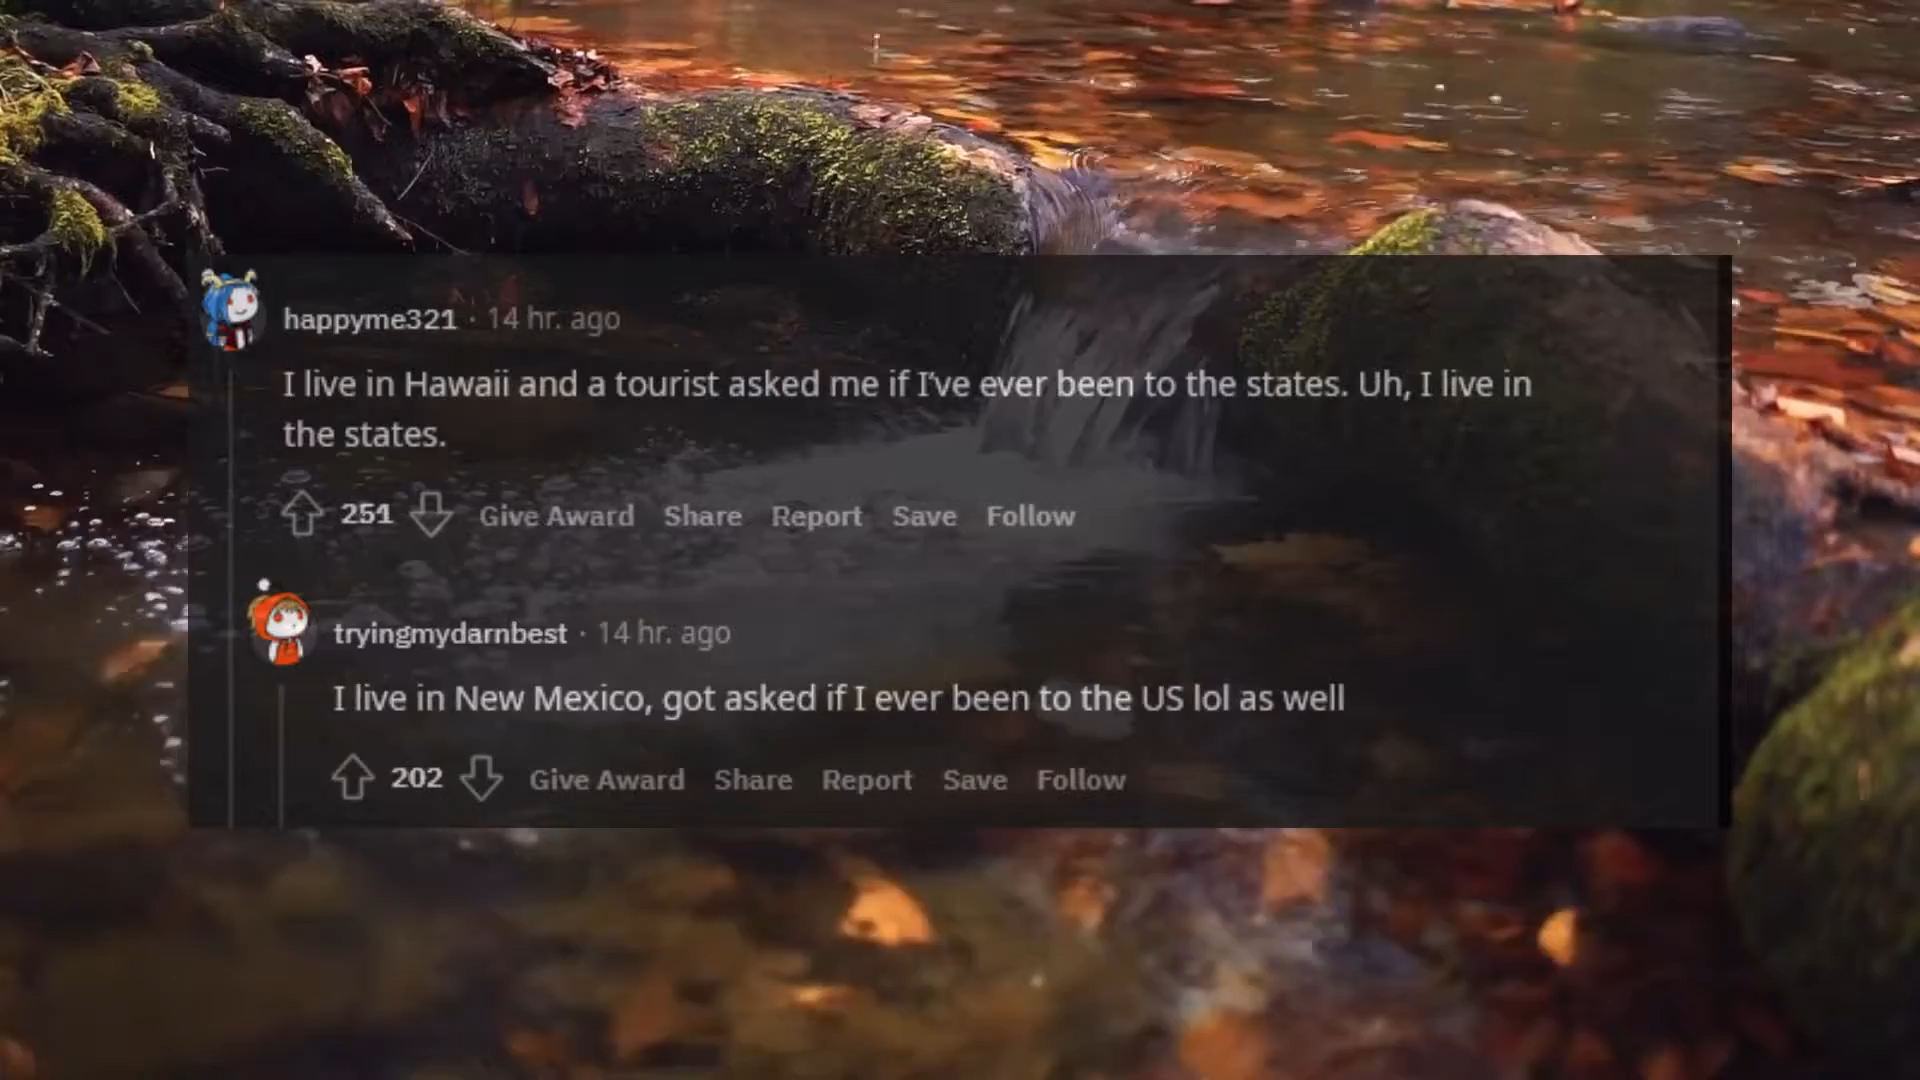 happyme321 · 14 hr. ago
I live in Hawaii and a tourist asked me if I've ever been to the states. Uh, I live in
the states.
251 Give Award Share Report Save Follow
tryingmydarnbest · 14 hr. ago
I live in New Mexico, got asked if I ever been to the US lol as well
202 Give Award Share Report Save Follow